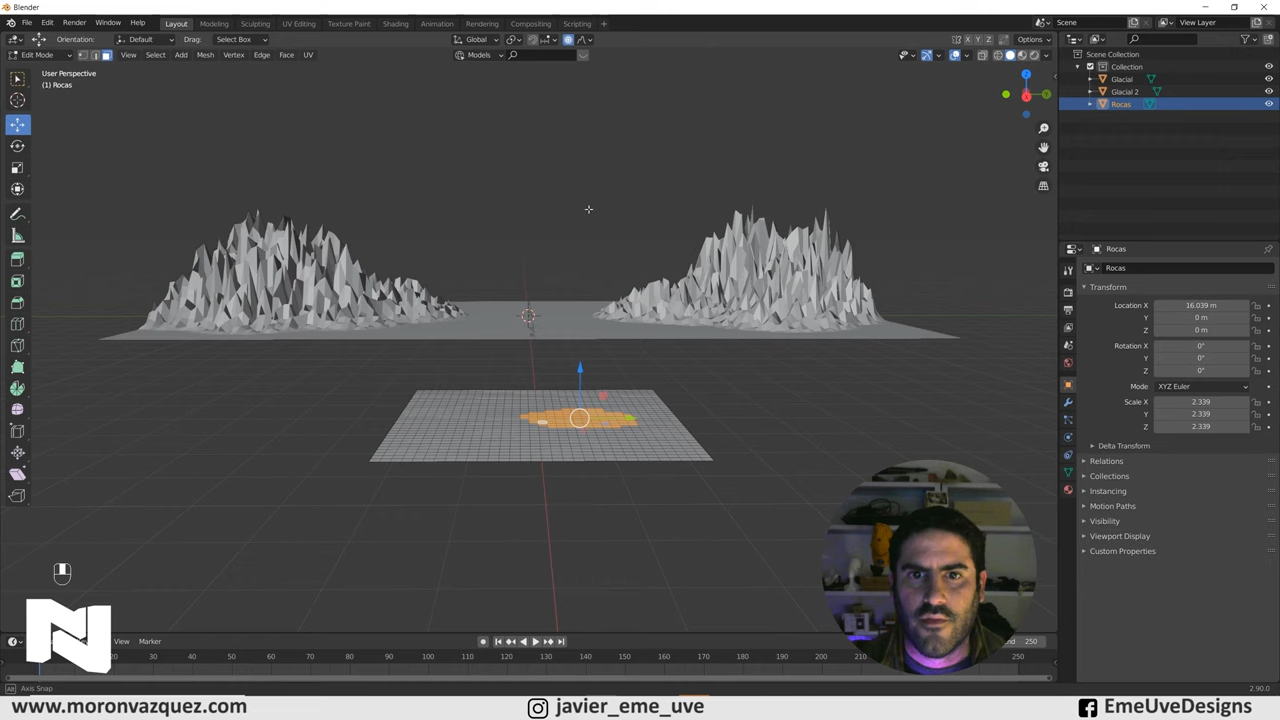 Blender
File Edit Render Window Help Layout Modeling Sculpting UV Editing Texture Paint Shading Animation Rendering Compositing Scripting + Scene View Layer
Orientation: Default Drag: Select Box Global X Y Z Options
Edit Mode View Select Add Mesh Vertex Edge Face UV Models
User Perspective
(1) Rocas
Z
X
Scene Collection
Collection
Glacial
Glacial 2
Rocas
Rocas
Rocas
Transform
Location X 16.039 m
Y 0 m
Z 0 m
Rotation X 0°
Y 0°
Z 0°
Mode XYZ Euler
Scale X 2.339
Y 2.339
Z 2.339
Delta Transform
Relations
Collections
Instancing
Motion Paths
Visibility
Viewport Display
Custom Properties
N
View Marker
nd 250
20 30 40 50 60 70 80 90 100 110 120 130 140 150 160 170 180 190 200 250
Axis Snap 2.90.0
www.moronvazquez.com javier_eme_uve EmeUveDesigns